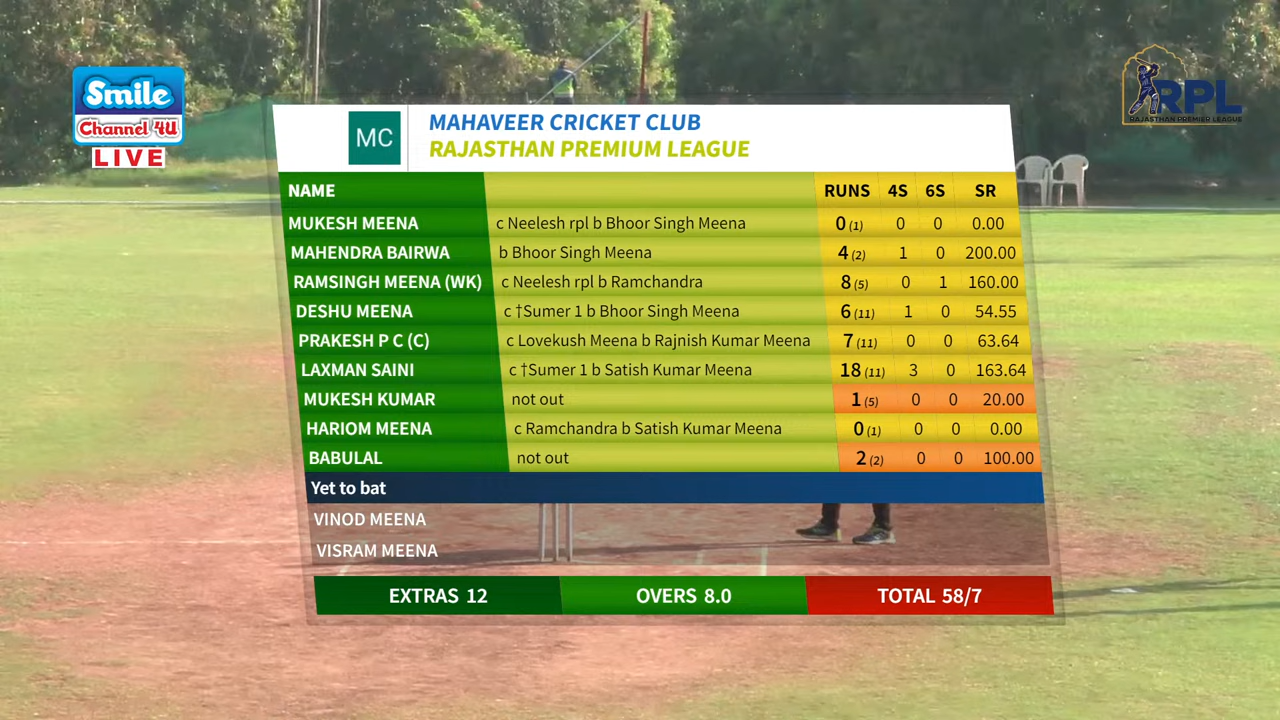 Smile
Channel 4U
LIVE
RPL
RAJASTHAN PREMIER LEAGUE
MC
MAHAVEER CRICKET CLUB
RAJASTHAN PREMIUM LEAGUE
NAME RUNS 4S 6S SR
MUKESH MEENA c Neelesh rpl b Bhoor Singh Meena 0 (1) 0 0 0.00
MAHENDRA BAIRWA b Bhoor Singh Meena 4 (2) 1 0 200.00
RAMSINGH MEENA (WK) c Neelesh rpl b Ramchandra 8 (5) 0 1 160.00
DESHU MEENA c †Sumer 1 b Bhoor Singh Meena 6 (11) 1 0 54.55
PRAKESH P C (C) c Lovekush Meena b Rajnish Kumar Meena 7 (11) 0 0 63.64
LAXMAN SAINI c †Sumer 1 b Satish Kumar Meena 18 (11) 3 0 163.64
MUKESH KUMAR not out 1 (5) 0 0 20.00
HARIOM MEENA c Ramchandra b Satish Kumar Meena 0 (1) 0 0 0.00
BABULAL not out 2 (2) 0 0 100.00
Yet to bat
VINOD MEENA
VISRAM MEENA
EXTRAS 12 OVERS 8.0 TOTAL 58/7